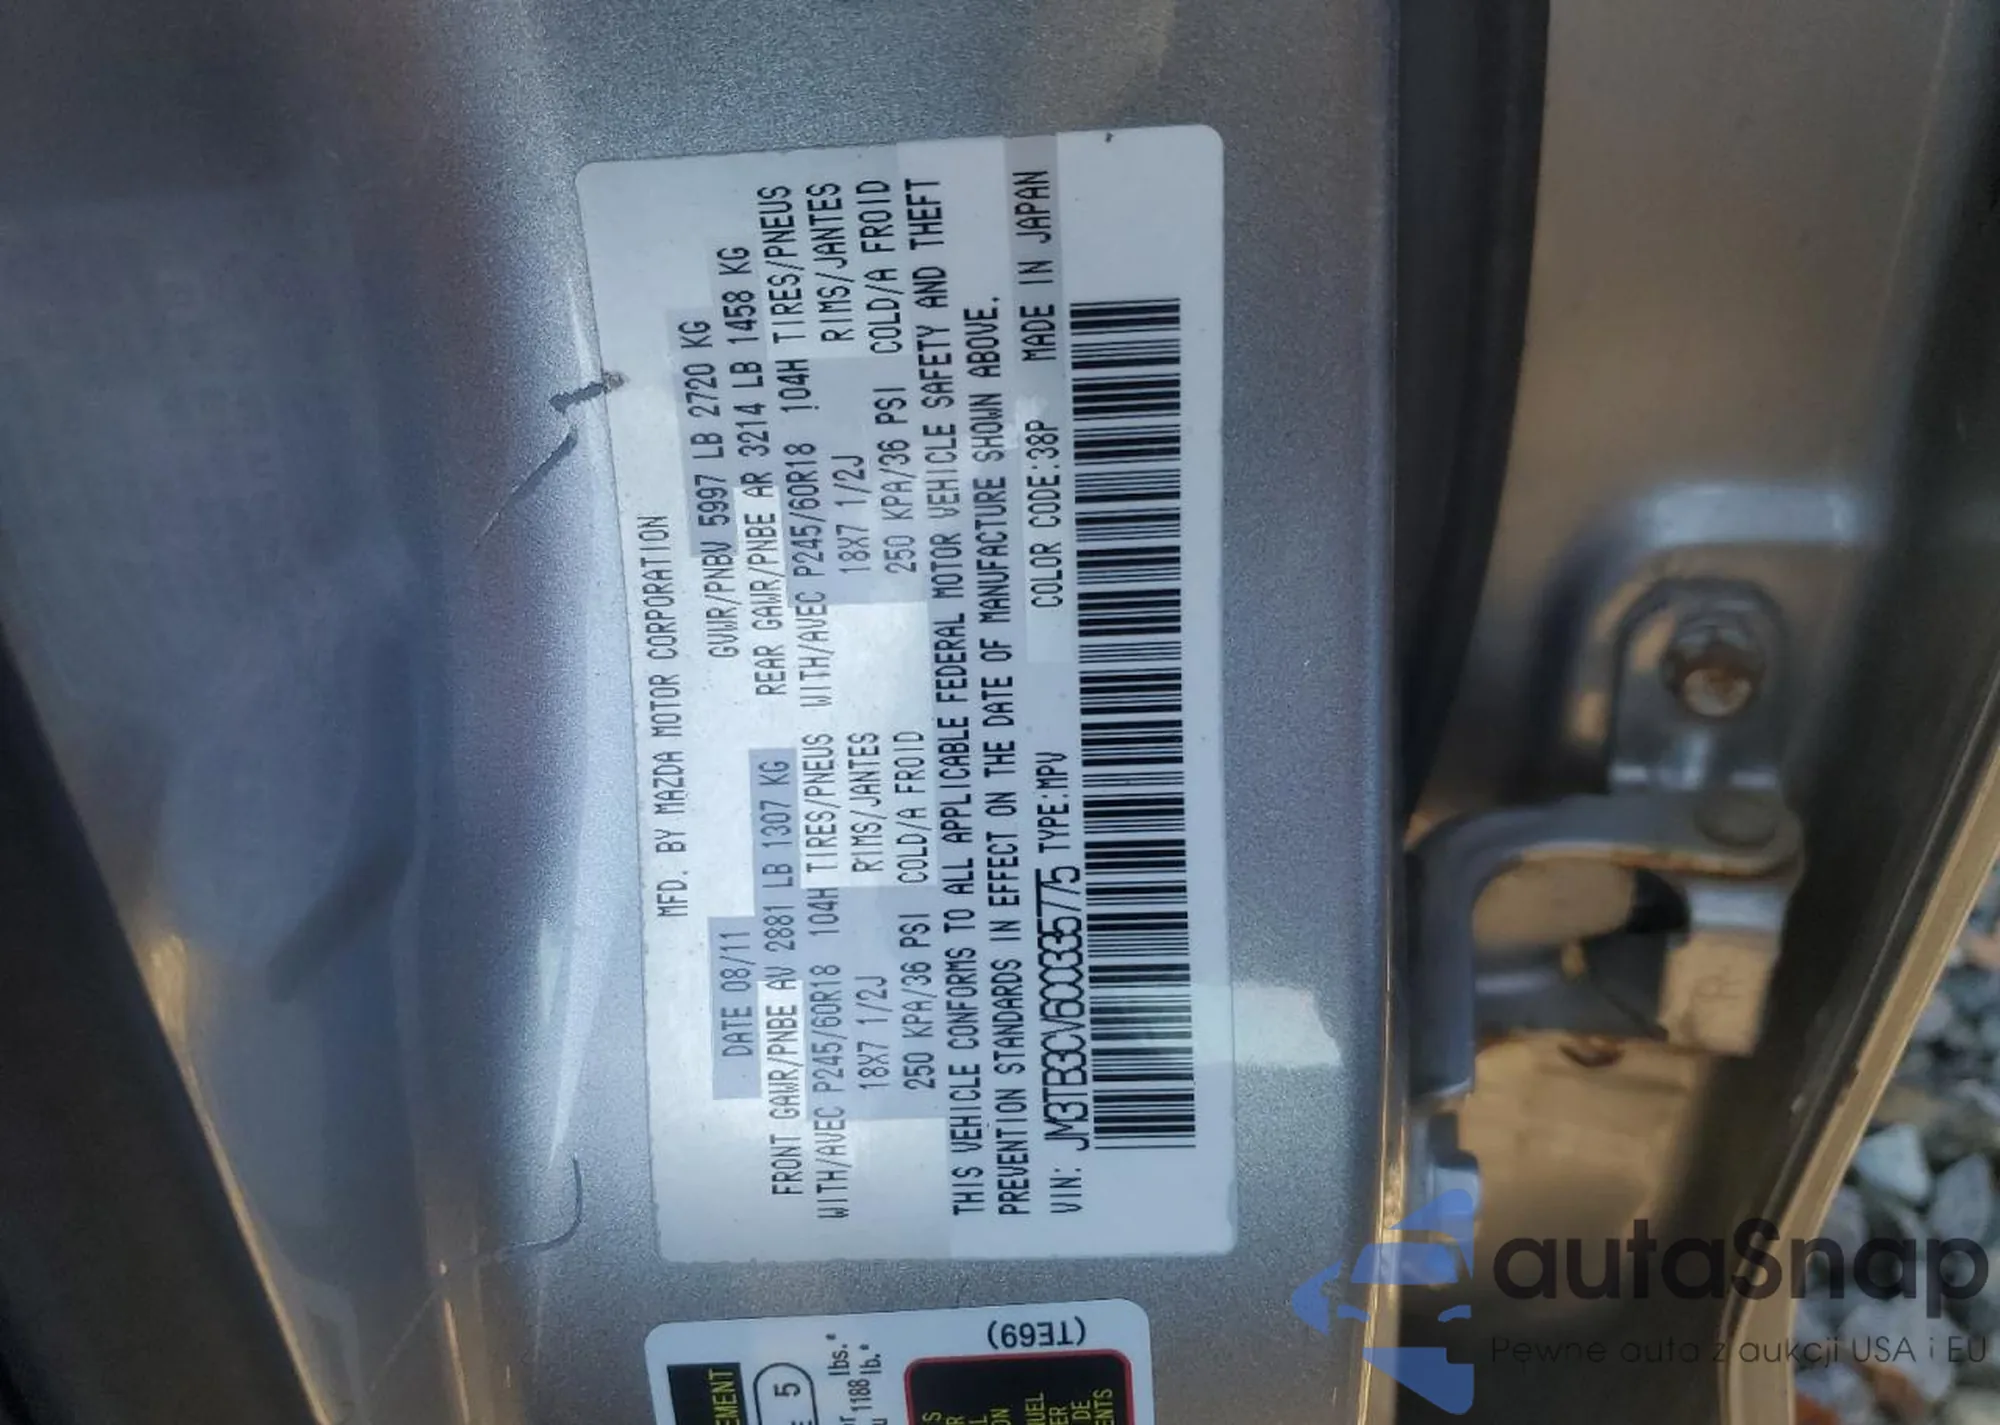 MFD. BY MAZDA MOTOR CORPORATION
DATE 08/11 GVWR/PNBV 5997 LB 2720 KG
FRONT GAWR/PNBE AV 2881 LB 1307 KG REAR GAWR/PNBE AR 3214 LB 1458 KG
WITH/AVEC P245/60R18 104H TIRES/PNEUS WITH/AVEC P245/60R18 104H TIRES/PNEUS
18X7 1/2J RIMS/JANTES 18X7 1/2J RIMS/JANTES
250 KPA/36 PSI COLD/A FROID 250 KPA/36 PSI COLD/A FROID
THIS VEHICLE CONFORMS TO ALL APPLICABLE FEDERAL MOTOR VEHICLE SAFETY AND THEFT
PREVENTION STANDARDS IN EFFECT ON THE DATE OF MANUFACTURE SHOWN ABOVE.
VIN: JM3TB3CV6C0335775 TYPE:MPV COLOR CODE:38P MADE IN JAPAN
(TE69)
5
lbs.
1188 lb.
autaSnap
Pewne auta z aukcji USA i EU